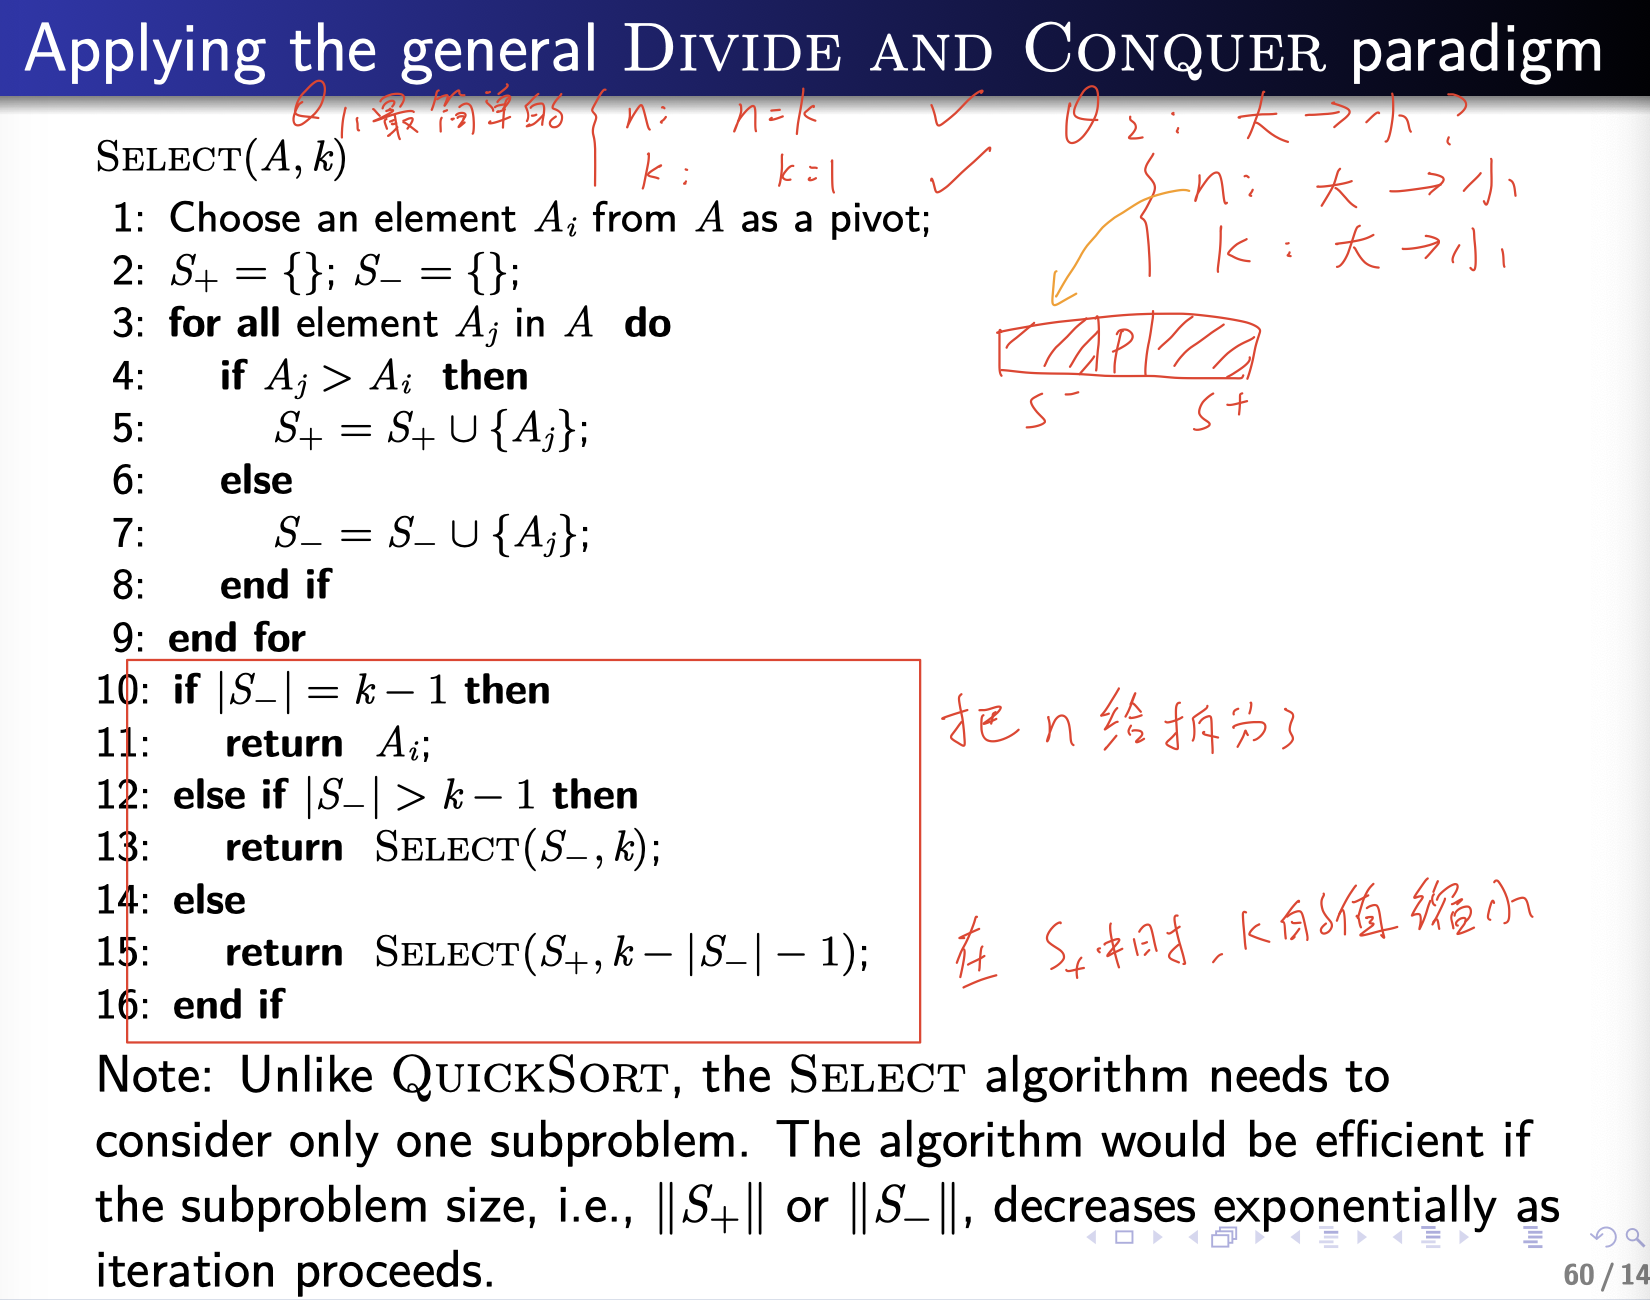 Applying the general DIVIDE AND CONQUER paradigm
Q1: 最简单的 { n: n=k ✓
k: k=1 ✓
Q2: 大→小?
{ n: 大→小
k: 大→小
SELECT(A, k)
1: Choose an element A_i from A as a pivot;
2: S_+ = {}; S_− = {};
3: for all element A_j in A do
4: if A_j > A_i then
5: S_+ = S_+ ∪ {A_j};
6: else
7: S_− = S_− ∪ {A_j};
8: end if
9: end for
P
S^-
S^+
10: if |S_−| = k − 1 then
11: return A_i;
12: else if |S_−| > k − 1 then
13: return SELECT(S_−, k);
14: else
15: return SELECT(S_+, k − |S_−| − 1);
16: end if
把n给拆分了
在S_+中时,k的值缩小
Note: Unlike QUICKSORT, the SELECT algorithm needs to
consider only one subproblem. The algorithm would be efficient if
the subproblem size, i.e., ‖S_+‖ or ‖S_−‖, decreases exponentially as
iteration proceeds.
60 / 14